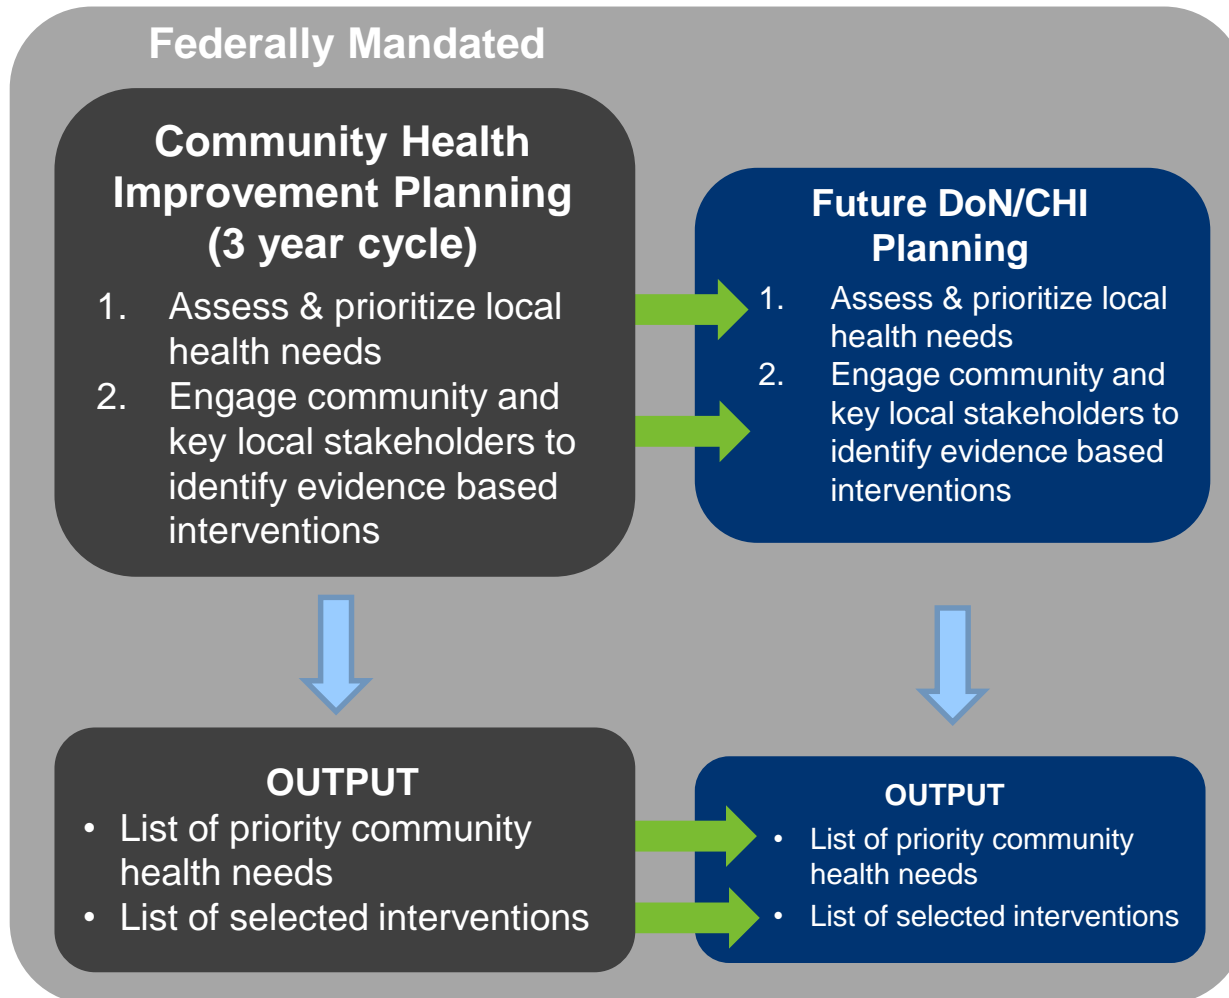 Federally Mandated
Community Health
Improvement Planning
(3 year cycle)
1. Assess & prioritize local
health needs
2. Engage community and
key local stakeholders to
identify evidence based
interventions
Future DoN/CHI
Planning
1. Assess & prioritize local
health needs
2. Engage community and
key local stakeholders to
identify evidence based
interventions
OUTPUT
• List of priority community
health needs
• List of selected interventions
OUTPUT
• List of priority community
health needs
• List of selected interventions